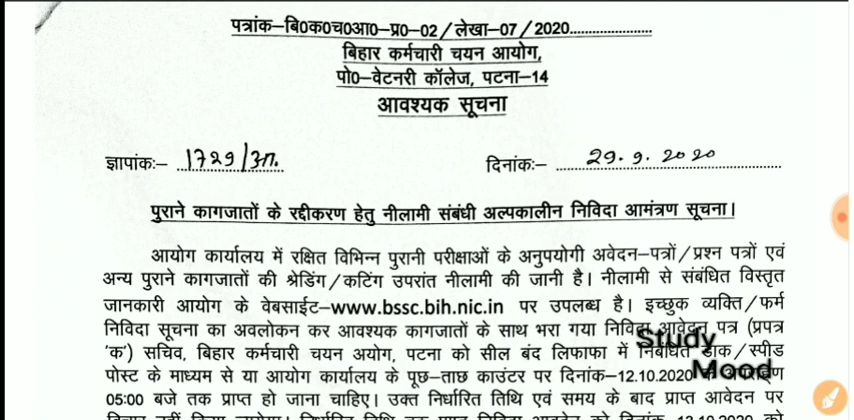 पत्रांक–बि0क0च0आ0–प्र0–02/लेखा–07/2020......................
बिहार कर्मचारी चयन आयोग,
पो0–वेटनरी कॉलेज, पटना–14
आवश्यक सूचना
ज्ञापांकः– 1729/अ. दिनांकः– 29.9.2020
पुराने कागजातों के रद्दीकरण हेतु नीलामी संबंधी अल्पकालीन निविदा आमंत्रण सूचना।
आयोग कार्यालय में रक्षित विभिन्न पुरानी परीक्षाओं के अनुपयोगी अवेदन–पत्रों/प्रश्न पत्रों एवं
अन्य पुराने कागजातों की श्रेडिंग/कटिंग उपरांत नीलामी की जानी है। नीलामी से संबंधित विस्तृत
जानकारी आयोग के वेबसाईट–www.bssc.bih.nic.in पर उपलब्ध है। इच्छुक व्यक्ति/फर्म
निविदा सूचना का अवलोकन कर आवश्यक कागजातों के साथ भरा गया निविदा आवेदन पत्र (प्रपत्र
'क') सचिव, बिहार कर्मचारी चयन अयोग, पटना को सील बंद लिफाफा में निबंधित डाक/स्पीड
पोस्ट के माध्यम से या आयोग कार्यालय के पूछ–ताछ काउंटर पर दिनांक–12.10.2020 के अपराह्न
05:00 बजे तक प्राप्त हो जाना चाहिए। उक्त निर्धारित तिथि एवं समय के बाद प्राप्त आवेदन पर
Study
Mood